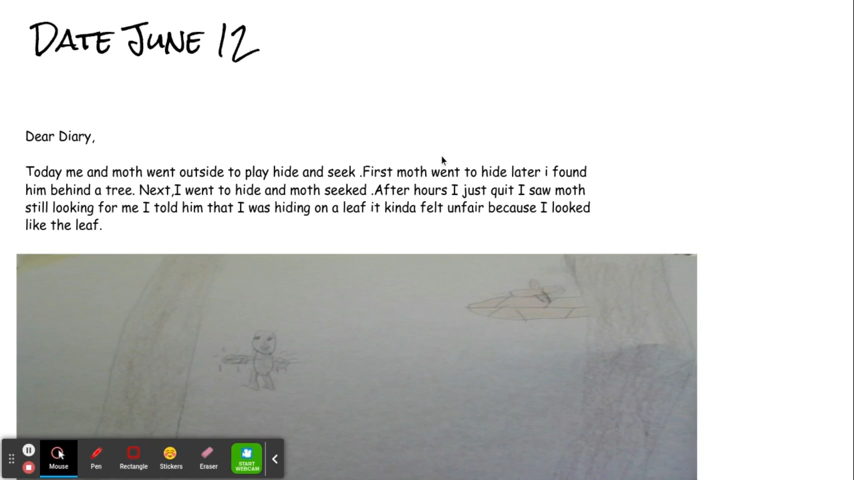 DATE JUNE 12
Dear Diary,
Today me and moth went outside to play hide and seek .First moth went to hide later i found
him behind a tree. Next,I went to hide and moth seeked .After hours I just quit I saw moth
still looking for me I told him that I was hiding on a leaf it kinda felt unfair because I looked
like the leaf.
Mouse
Pen
Rectangle
Stickers
Eraser
START
WEBCAM